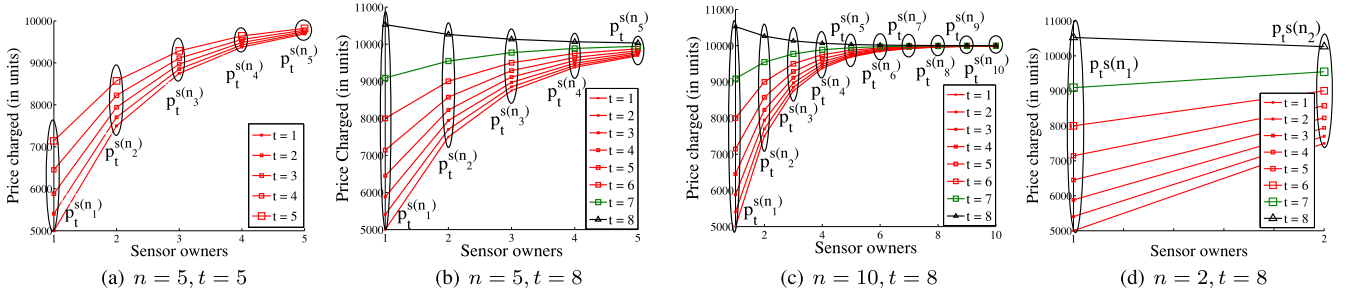 Price charged (in units)
10000
9000
8000
7000
6000
5000
p_t^{s(n_1)}
p_t^{s(n_2)}
p_t^{s(n_3)}
p_t^{s(n_4)}
p_t^{s(n_5)}
t = 1
t = 2
t = 3
t = 4
t = 5
1 2 3 4 5
Sensor owners
(a) n = 5, t = 5
Price Charged (in units)
11000
10000
9000
8000
7000
6000
5000
p_t^{s(n_1)}
p_t^{s(n_2)}
p_t^{s(n_3)}
p_t^{s(n_4)}
p_t^{s(n_5)}
t = 1
t = 2
t = 3
t = 4
t = 5
t = 6
t = 7
t = 8
1 2 3 4 5
Sensor owners
(b) n = 5, t = 8
Price charged (in units)
10000
9000
8000
7000
6000
5000
p_t^{s(n_1)}
p_t^{s(n_2)}
p_t^{s(n_3)}
p_t^{s(n_4)}
p_t^{s(n_5)}
p_t^{s(n_6)}
p_t^{s(n_7)}
p_t^{s(n_8)}
p_t^{s(n_9)}
p_t^{s(n_10)}
t = 1
t = 2
t = 3
t = 4
t = 5
t = 6
t = 7
t = 8
2 4 6 8 10
Sensor owners
(c) n = 10, t = 8
Price charged (in units)
11000
10000
9000
8000
7000
6000
5000
p_t^{s(n_1)}
p_t^{s(n_2)}
t = 1
t = 2
t = 3
t = 4
t = 5
t = 6
t = 7
t = 8
1 2
Sensor owners
(d) n = 2, t = 8